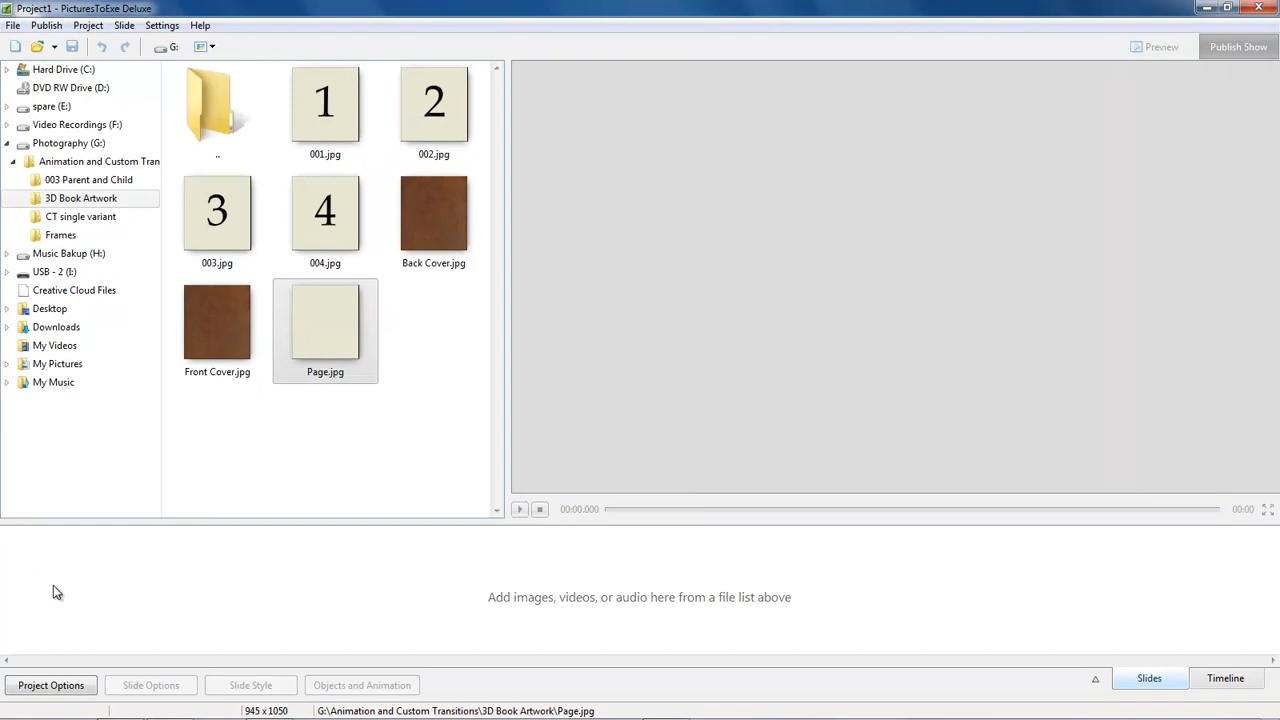 Project1 - PicturesToExe Deluxe
File Publish Project Slide Settings Help
G: Preview Publish Show
Hard Drive (C:)
DVD RW Drive (D:)
spare (E:)
Video Recordings (F:)
Photography (G:)
Animation and Custom Tran
003 Parent and Child
3D Book Artwork
CT single variant
Frames
Music Bakup (H:)
USB - 2 (I:)
Creative Cloud Files
Desktop
Downloads
My Videos
My Pictures
My Music
1 2
.. 001.jpg 002.jpg
3 4
003.jpg 004.jpg Back Cover.jpg
Front Cover.jpg Page.jpg
00:00.000 00:00
Add images, videos, or audio here from a file list above
Project Options Slide Options Slide Style Objects and Animation Slides Timeline
945 x 1050 G:\Animation and Custom Transitions\3D Book Artwork\Page.jpg